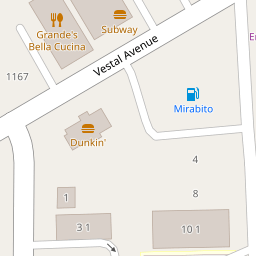 Grande's
Bella Cucina
Subway
Vestal Avenue
1167
Mirabito
Dunkin'
4
8
1
3 1
10 1